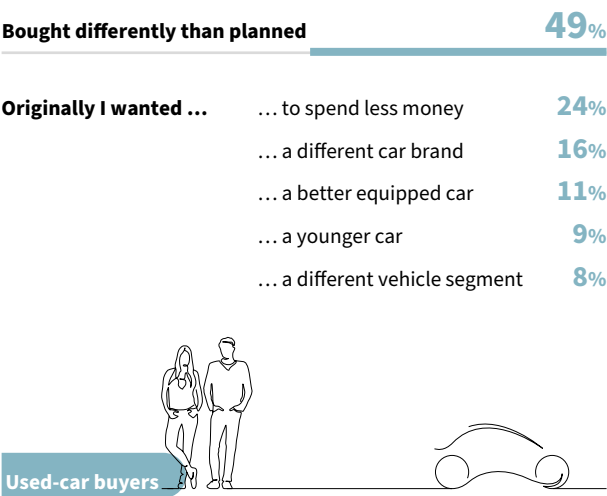 Bought differently than planned 49%
Originally I wanted … … to spend less money 24%
… a different car brand 16%
… a better equipped car 11%
… a younger car 9%
… a different vehicle segment 8%
Used-car buyers